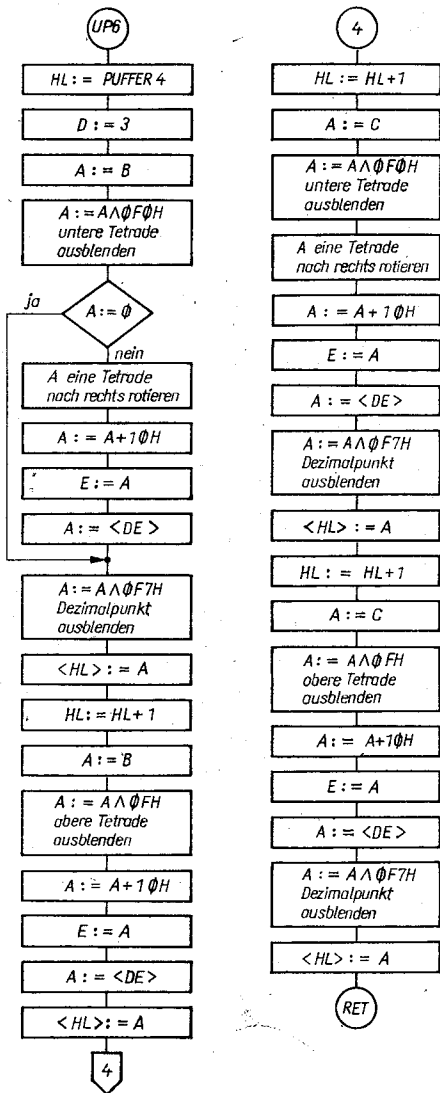 UP6
HL := PUFFER 4
D := 3
A := B
A := A ∧ ØFØH
untere Tetrade
ausblenden
ja
A := Ø
nein
A eine Tetrade
nach rechts rotieren
A := A + 1ØH
E := A
A := <DE>
A := A ∧ ØF7H
Dezimalpunkt
ausblenden
<HL> := A
HL := HL + 1
A := B
A := A ∧ ØFH
obere Tetrade
ausblenden
A := A + 1ØH
E := A
A := <DE>
<HL> := A
4
4
HL := HL + 1
A := C
A := A ∧ ØFØH
untere Tetrade
ausblenden
A eine Tetrade
nach rechts rotieren
A := A + 1ØH
E := A
A := <DE>
A := A ∧ ØF7H
Dezimalpunkt
ausblenden
<HL> := A
HL := HL + 1
A := C
A := A ∧ ØFH
obere Tetrade
ausblenden
A := A + 1ØH
E := A
A := <DE>
A := A ∧ ØF7H
Dezimalpunkt
ausblenden
<HL> := A
RET